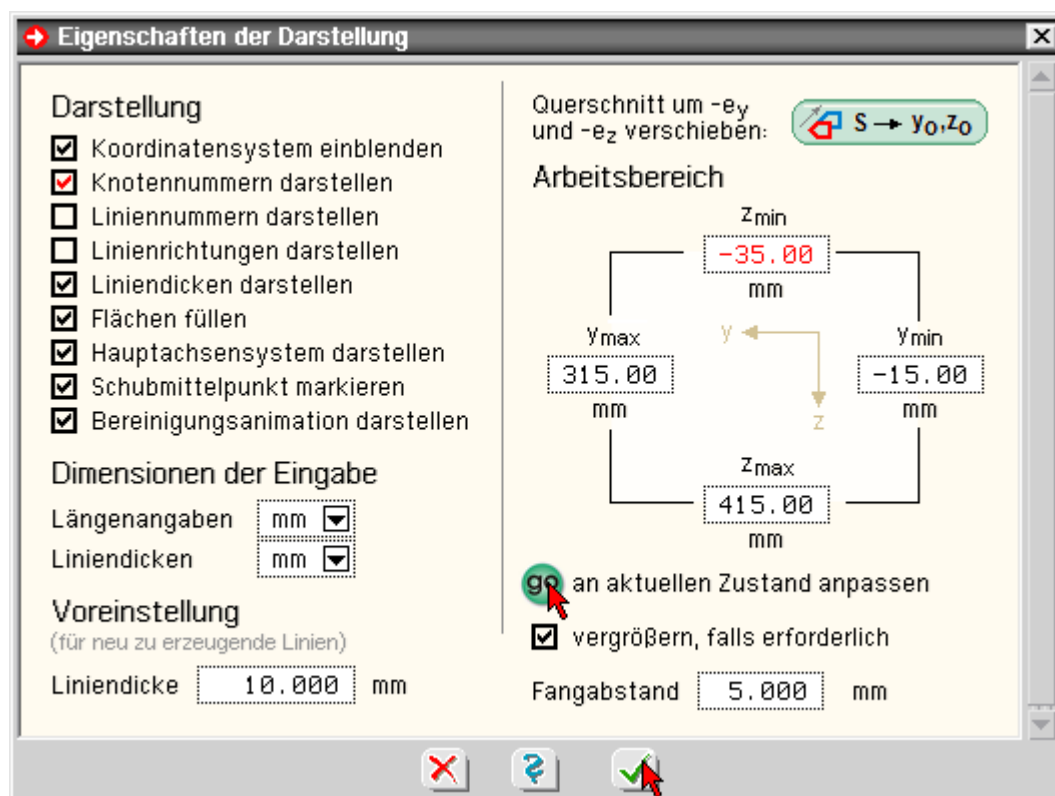 Eigenschaften der Darstellung
Darstellung
Koordinatensystem einblenden
Knotennummern darstellen
Liniennummern darstellen
Linienrichtungen darstellen
Liniendicken darstellen
Flächen füllen
Hauptachsensystem darstellen
Schubmittelpunkt markieren
Bereinigungsanimation darstellen
Dimensionen der Eingabe
Längenangaben mm
Liniendicken mm
Voreinstellung
(für neu zu erzeugende Linien)
Liniendicke 10.000 mm
Querschnitt um -ey
und -ez verschieben:
S → y0,z0
Arbeitsbereich
zmin
-35.00
mm
ymax
315.00
mm
y
z
ymin
-15.00
mm
zmax
415.00
mm
go an aktuellen Zustand anpassen
vergrößern, falls erforderlich
Fangabstand 5.000 mm